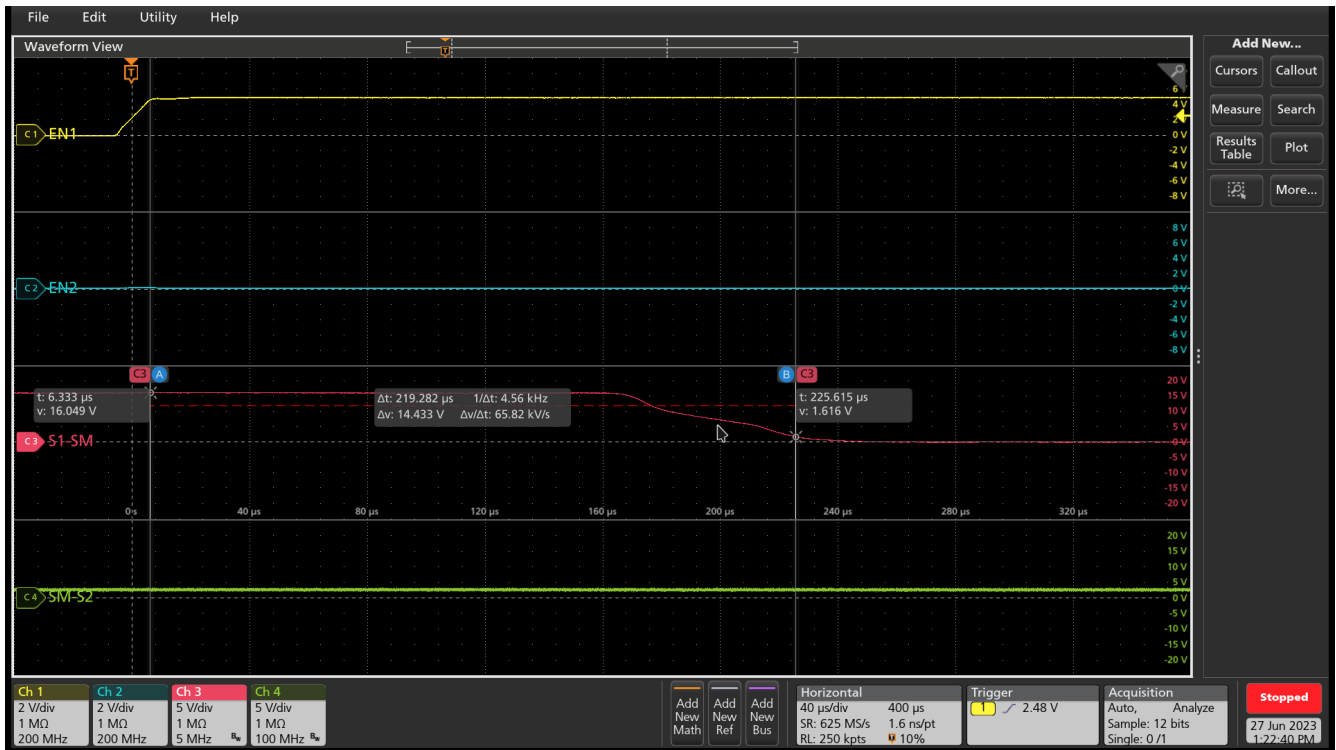 File Edit Utility Help
Waveform View
Add New...
Cursors Callout
Measure Search
Results Table Plot
More...
T
T
C1 EN1
6
4 V
2
0 V
-2 V
-4 V
-6 V
-8 V
C2 EN2
8 V
6 V
4 V
2 V
0 V
-2 V
-4 V
-6 V
-8 V
C3 A
B C3
t: 6.333 µs
v: 16.049 V
Δt: 219.282 µs 1/Δt: 4.56 kHz
Δv: 14.433 V Δv/Δt: 65.82 kV/s
t: 225.615 µs
v: 1.616 V
C3 S1-SM
20 V
15 V
10 V
5 V
0 V
-5 V
-10 V
-15 V
-20 V
0s 40 µs 80 µs 120 µs 160 µs 200 µs 240 µs 280 µs 320 µs
C4 SM-S2
20 V
15 V
10 V
5 V
0 V
-5 V
-10 V
-15 V
-20 V
Ch 1
2 V/div
1 MΩ
200 MHz
Ch 2
2 V/div
1 MΩ
200 MHz
Ch 3
5 V/div
1 MΩ
5 MHz Bw
Ch 4
5 V/div
1 MΩ
100 MHz Bw
Add New Math
Add New Ref
Add New Bus
Horizontal
40 µs/div 400 µs
SR: 625 MS/s 1.6 ns/pt
RL: 250 kpts T 10%
Trigger
1 2.48 V
Acquisition
Auto, Analyze
Sample: 12 bits
Single: 0 /1
Stopped
27 Jun 2023
1:22:40 PM